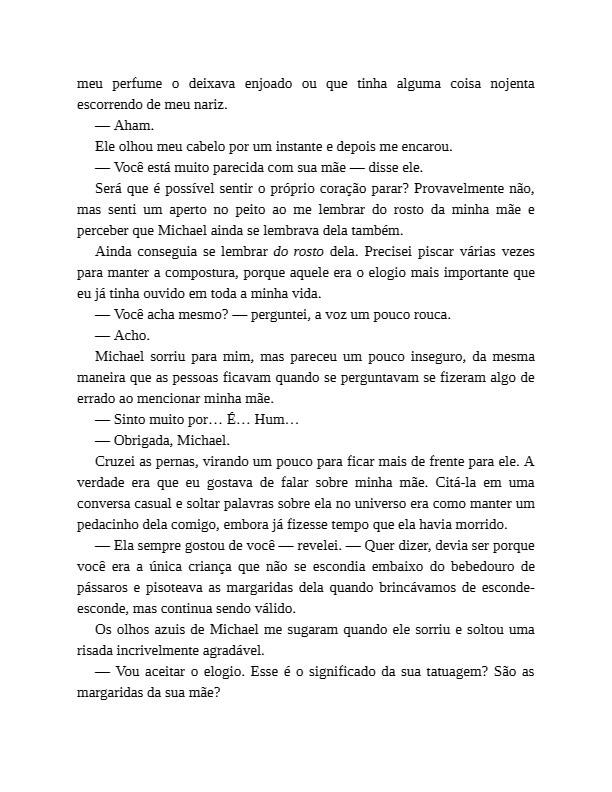 meu perfume o deixava enjoado ou que tinha alguma coisa nojenta
escorrendo de meu nariz.
— Aham.
Ele olhou meu cabelo por um instante e depois me encarou.
— Você está muito parecida com sua mãe — disse ele.
Será que é possível sentir o próprio coração parar? Provavelmente não,
mas senti um aperto no peito ao me lembrar do rosto da minha mãe e
perceber que Michael ainda se lembrava dela também.
Ainda conseguia se lembrar do rosto dela. Precisei piscar várias vezes
para manter a compostura, porque aquele era o elogio mais importante que
eu já tinha ouvido em toda a minha vida.
— Você acha mesmo? — perguntei, a voz um pouco rouca.
— Acho.
Michael sorriu para mim, mas pareceu um pouco inseguro, da mesma
maneira que as pessoas ficavam quando se perguntavam se fizeram algo de
errado ao mencionar minha mãe.
— Sinto muito por… É… Hum…
— Obrigada, Michael.
Cruzei as pernas, virando um pouco para ficar mais de frente para ele. A
verdade era que eu gostava de falar sobre minha mãe. Citá-la em uma
conversa casual e soltar palavras sobre ela no universo era como manter um
pedacinho dela comigo, embora já fizesse tempo que ela havia morrido.
— Ela sempre gostou de você — revelei. — Quer dizer, devia ser porque
você era a única criança que não se escondia embaixo do bebedouro de
pássaros e pisoteava as margaridas dela quando brincávamos de esconde-
esconde, mas continua sendo válido.
Os olhos azuis de Michael me sugaram quando ele sorriu e soltou uma
risada incrivelmente agradável.
— Vou aceitar o elogio. Esse é o significado da sua tatuagem? São as
margaridas da sua mãe?